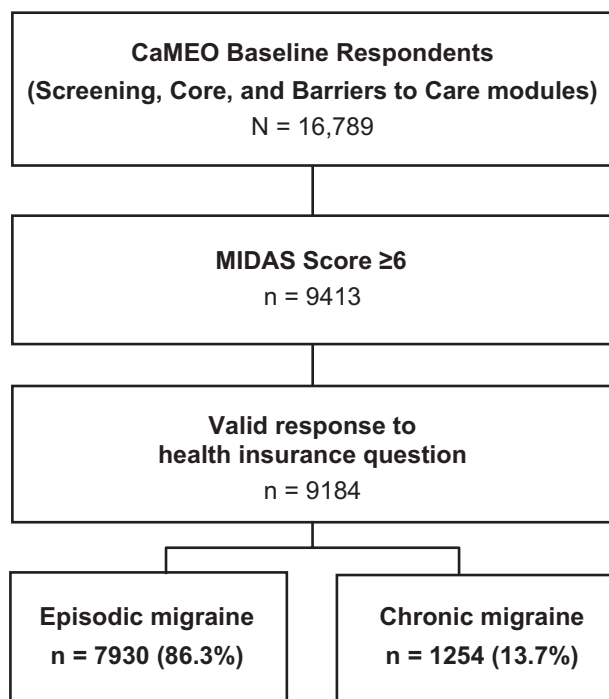 CaMEO Baseline Respondents
(Screening, Core, and Barriers to Care modules)
N = 16,789
MIDAS Score ≥6
n = 9413
Valid response to
health insurance question
n = 9184
Episodic migraine
n = 7930 (86.3%)
Chronic migraine
n = 1254 (13.7%)